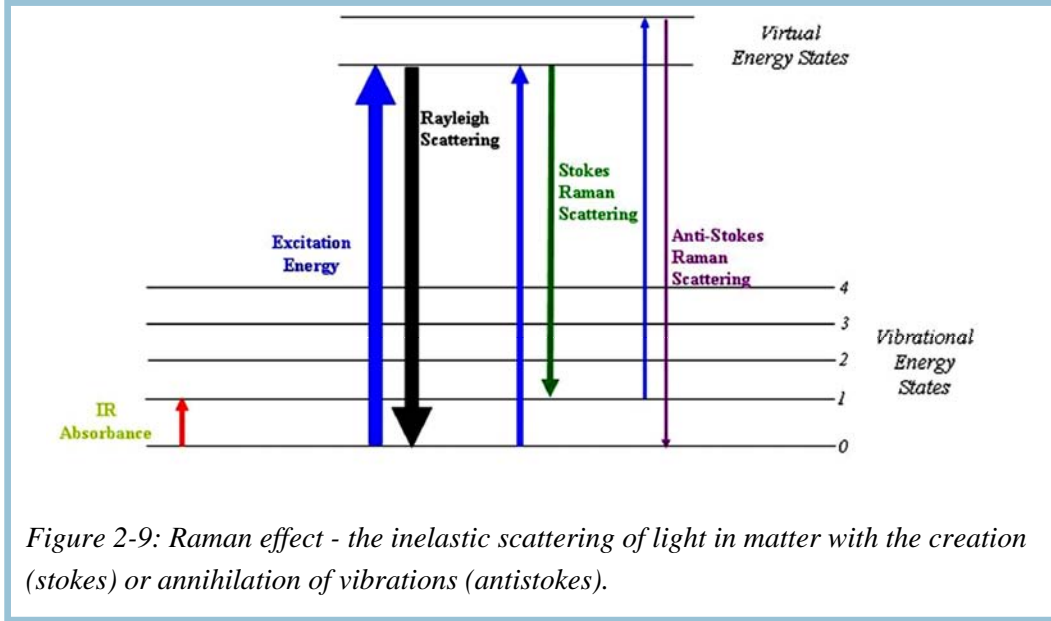 Virtual
Energy States
Rayleigh
Scattering
Stokes
Raman
Scattering
Excitation
Energy
Anti-Stokes
Raman
Scattering
4
3
2
1
0
Vibrational
Energy
States
IR
Absorbance
Figure 2-9: Raman effect - the inelastic scattering of light in matter with the creation
(stokes) or annihilation of vibrations (antistokes).